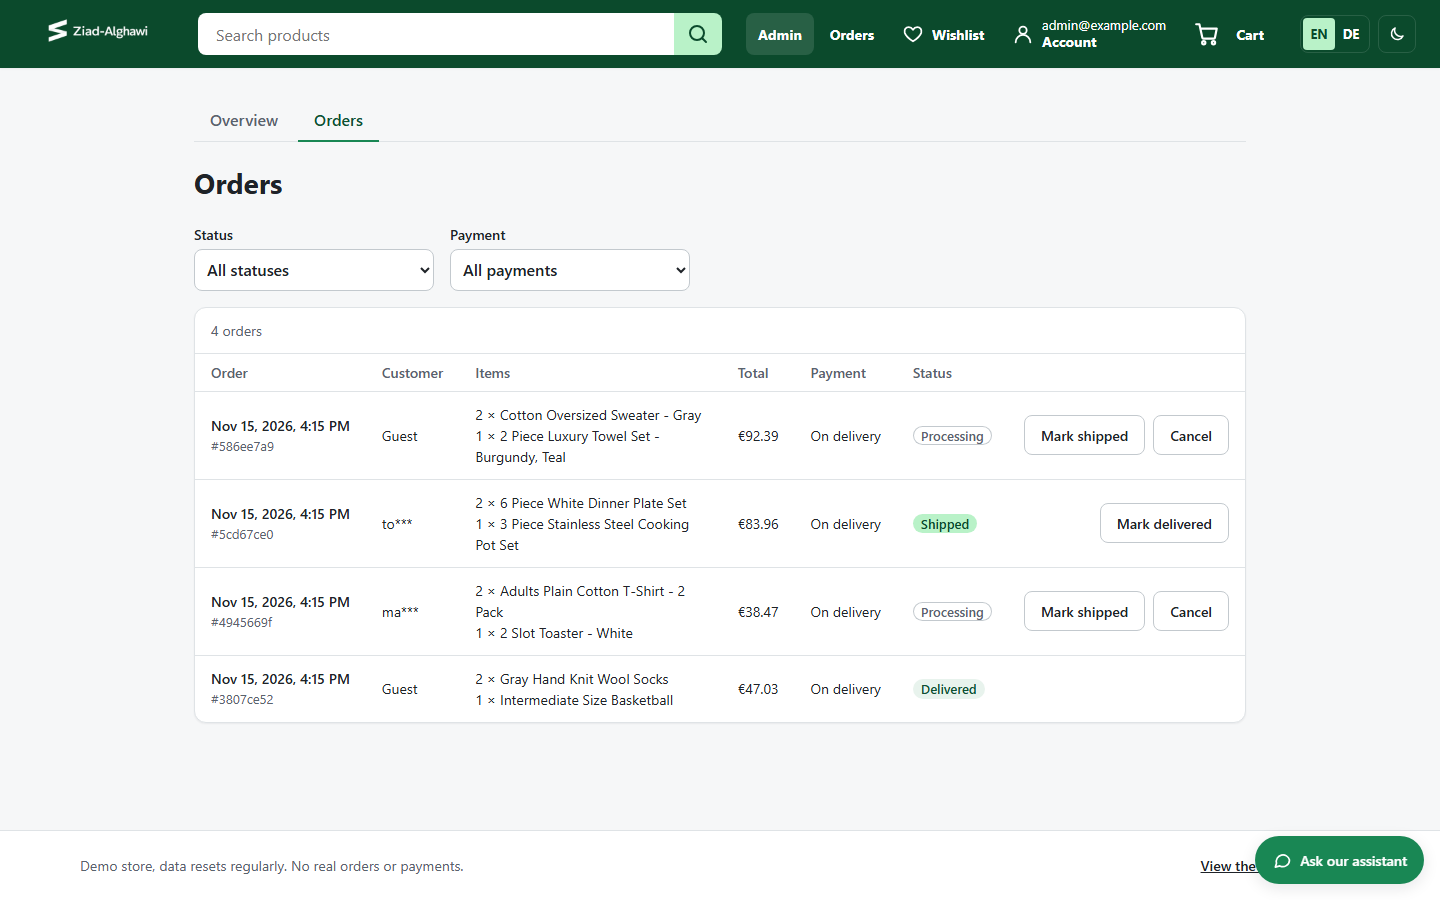 Ziad-Alghawi
Search products
Admin
Orders
Wishlist
admin@example.com
Account
Cart
EN
DE
Overview
Orders
Orders
Status
Payment
All statuses
All payments
4 orders
Order Customer Items Total Payment Status
Nov 15, 2026, 4:15 PM
#586ee7a9
Guest
2 × Cotton Oversized Sweater - Gray
1 × 2 Piece Luxury Towel Set -
Burgundy, Teal
€92.39
On delivery
Processing
Mark shipped
Cancel
Nov 15, 2026, 4:15 PM
#5cd67ce0
to***
2 × 6 Piece White Dinner Plate Set
1 × 3 Piece Stainless Steel Cooking
Pot Set
€83.96
On delivery
Shipped
Mark delivered
Nov 15, 2026, 4:15 PM
#4945669f
ma***
2 × Adults Plain Cotton T-Shirt - 2
Pack
1 × 2 Slot Toaster - White
€38.47
On delivery
Processing
Mark shipped
Cancel
Nov 15, 2026, 4:15 PM
#3807ce52
Guest
2 × Gray Hand Knit Wool Socks
1 × Intermediate Size Basketball
€47.03
On delivery
Delivered
Demo store, data resets regularly. No real orders or payments.
View the
Ask our assistant